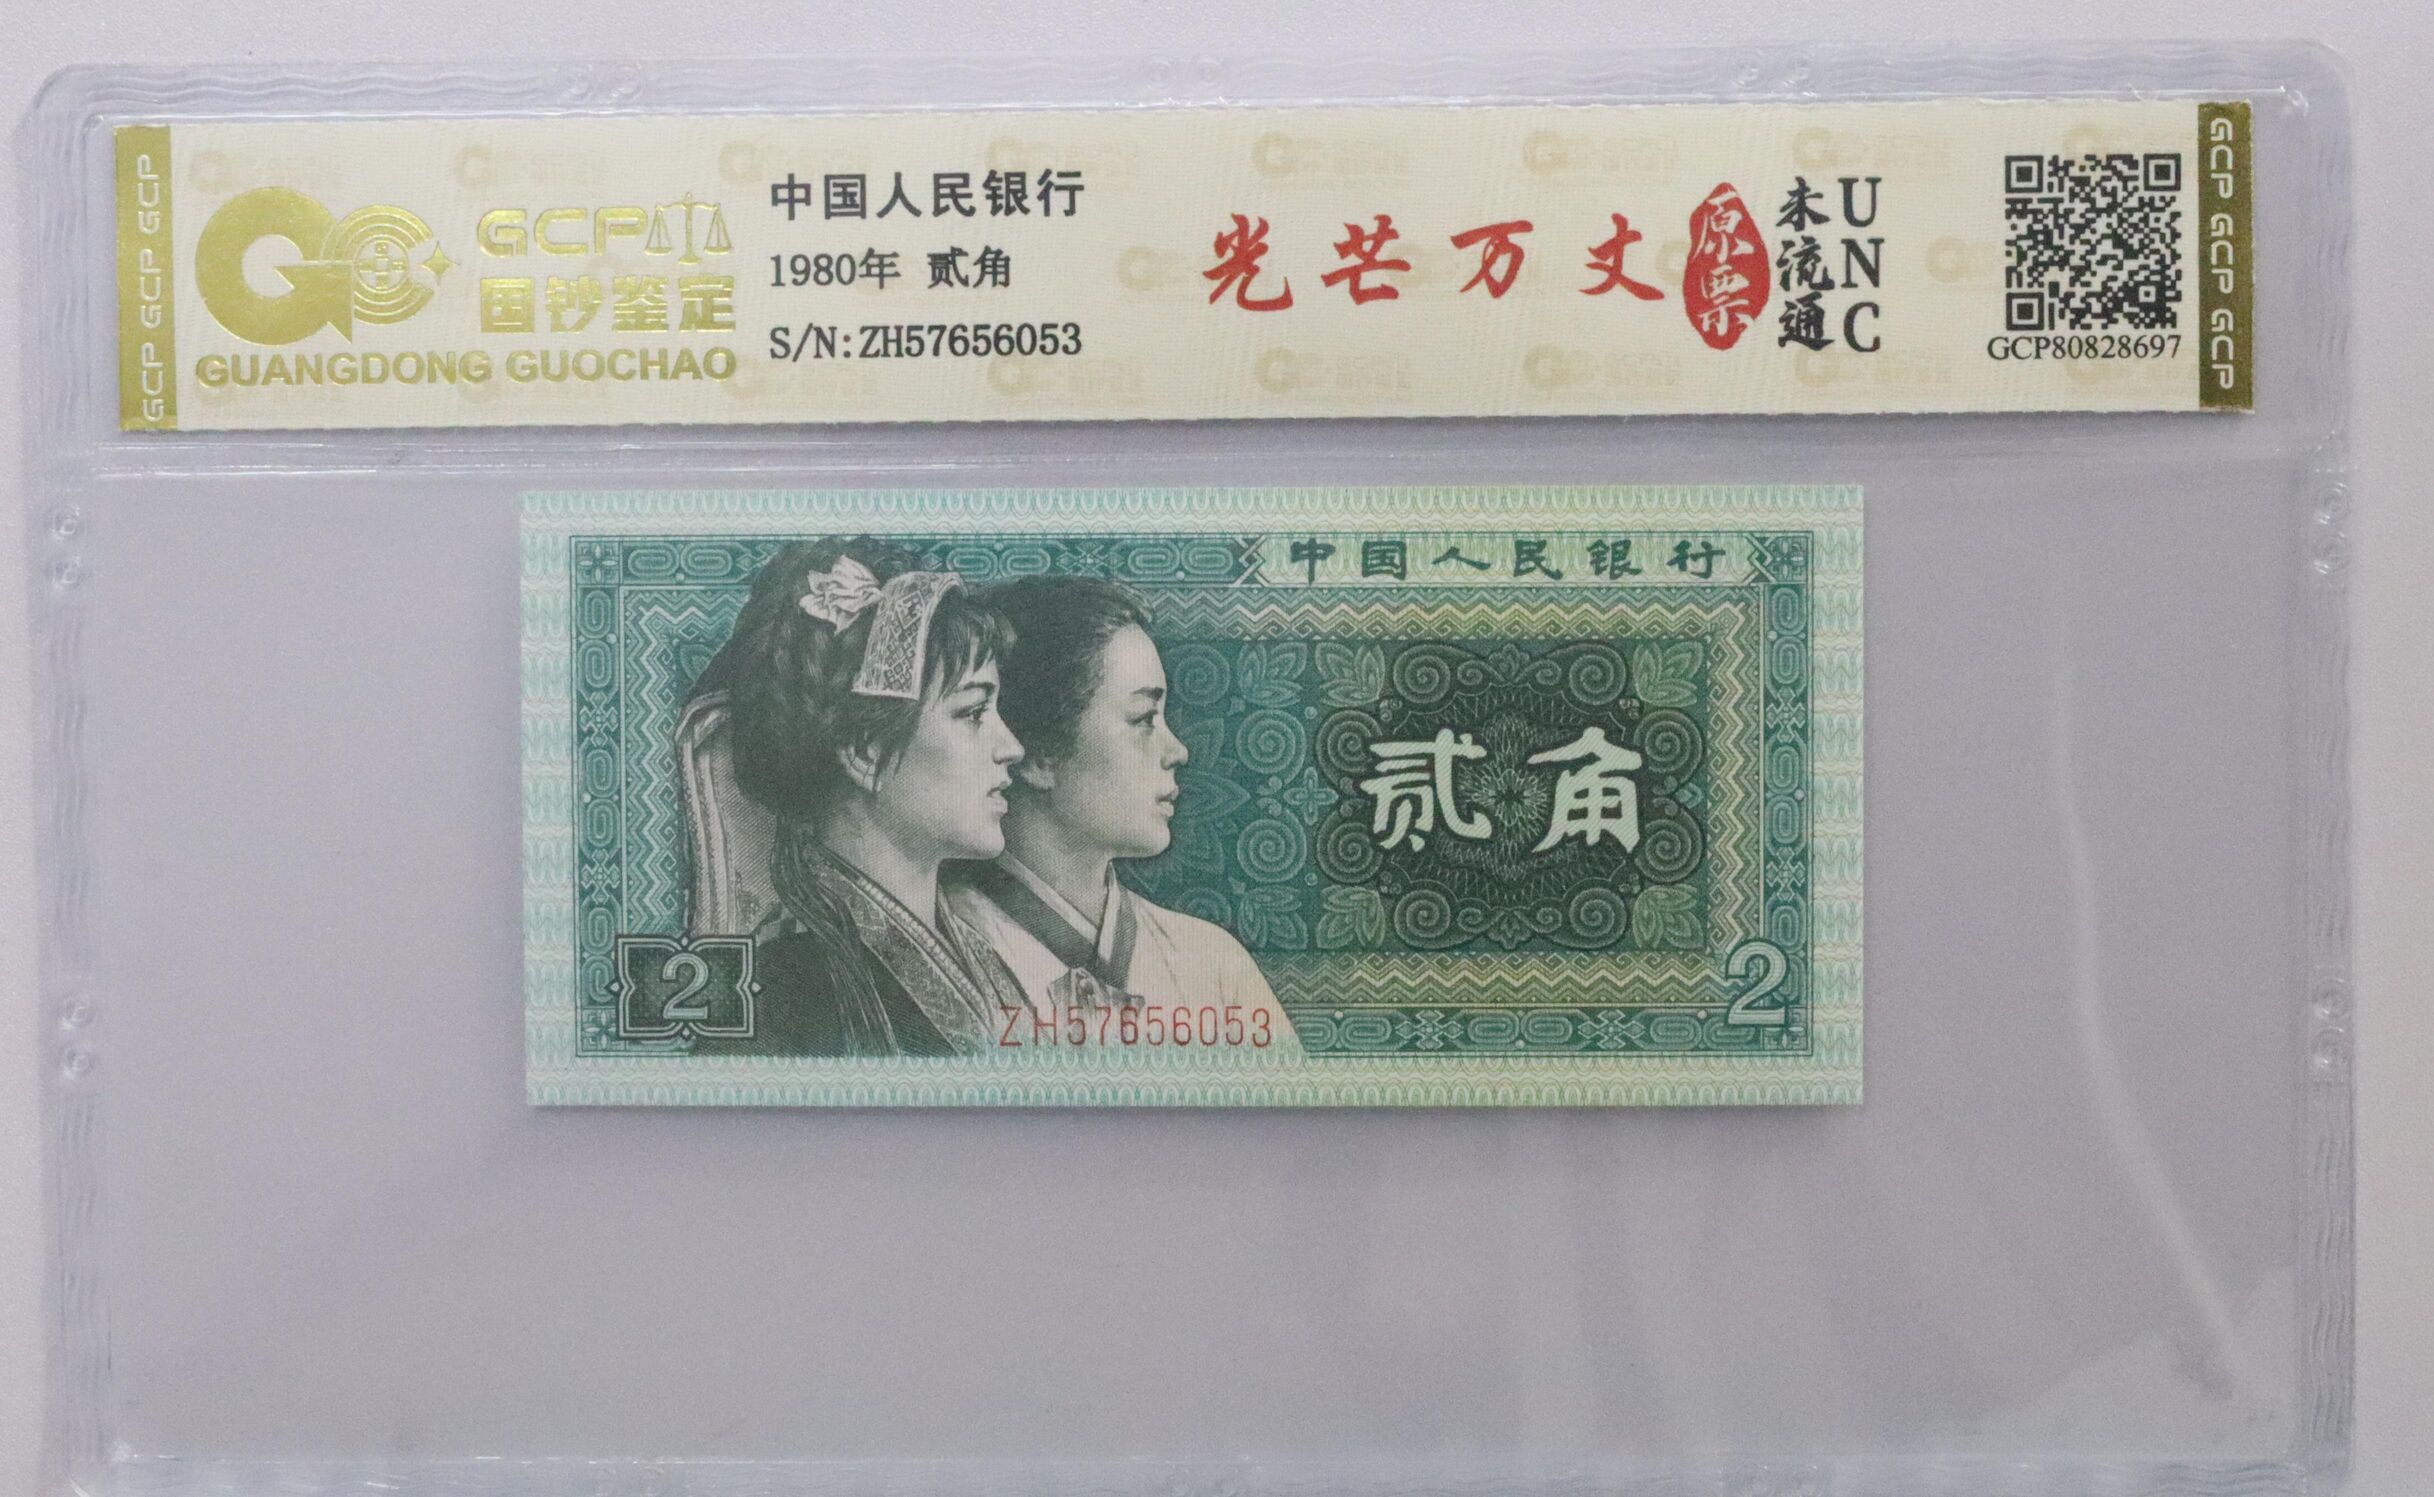 GCP GCP GCP
GCP
国钞鉴定
GUANGDONG GUOCHAO
中国人民银行
1980年 贰角
S/N:ZH57656053
光芒万丈
原票
未流通
UNC
GCP80828697
GCP GCP GCP
中国人民银行
贰角
2
2
ZH57656053